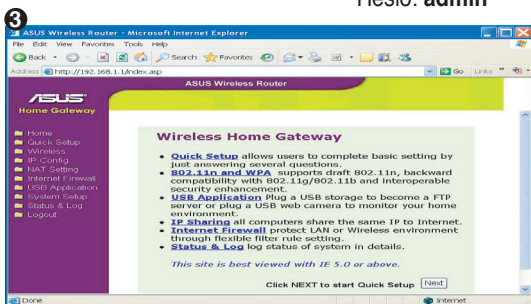 Heslo: admin
3
ASUS Wireless Router - Microsoft Internet Explorer
File Edit View Favorites Tools Help
Back Search Favorites
Address http://192.168.1.1/index.asp Go Links
ASUS Wireless Router
ASUS
Home Gateway
Home
Quick Setup
Wireless
IP Config
NAT Setting
Internet Firewall
USB Application
System Setup
Status & Log
Logout
Wireless Home Gateway
• Quick Setup allows users to complete basic setting by
just answering several questions.
• 802.11n and WPA supports draft 802.11n, backward
compatibility with 802.11g/802.11b and interoperable
security enhancement.
• USB Application Plug a USB storage to become a FTP
server or plug a USB web camera to monitor your home
environment.
• IP Sharing all computers share the same IP to Internet.
• Internet Firewall protect LAN or Wireless environment
through flexible filter rule setting.
• Status & Log log status of system in details.
This site is best viewed with IE 5.0 or above.
Click NEXT to start Quick Setup Next
Done Internet